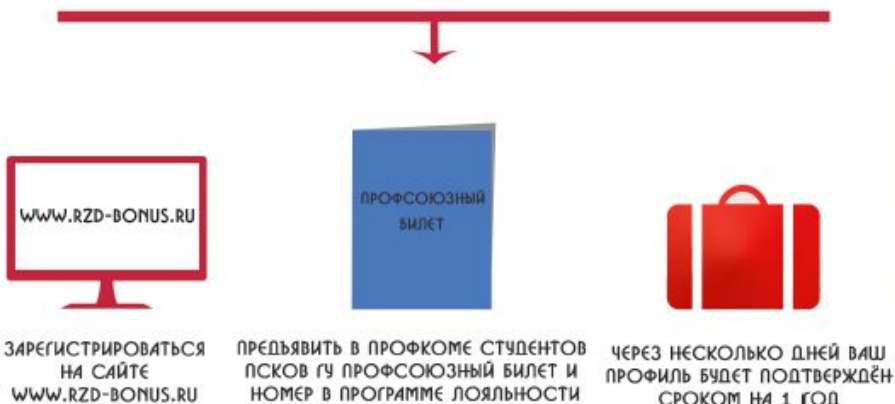 WWW.RZD-BONUS.RU
ПРОФСОЮЗНЫЙ
БИЛЕТ
ЗАРЕГИСТРИРОВАТЬСЯ
НА САЙТЕ
WWW.RZD-BONUS.RU
ПРЕДЪЯВИТЬ В ПРОФКОМЕ СТУДЕНТОВ
ПСКОВ ГУ ПРОФСОЮЗНЫЙ БИЛЕТ И
НОМЕР В ПРОГРАММЕ ЛОЯЛЬНОСТИ
ЧЕРЕЗ НЕСКОЛЬКО ДНЕЙ ВАШ
ПРОФИЛЬ БУДЕТ ПОДТВЕРЖДЁН
СРОКОМ НА 1 ГОД